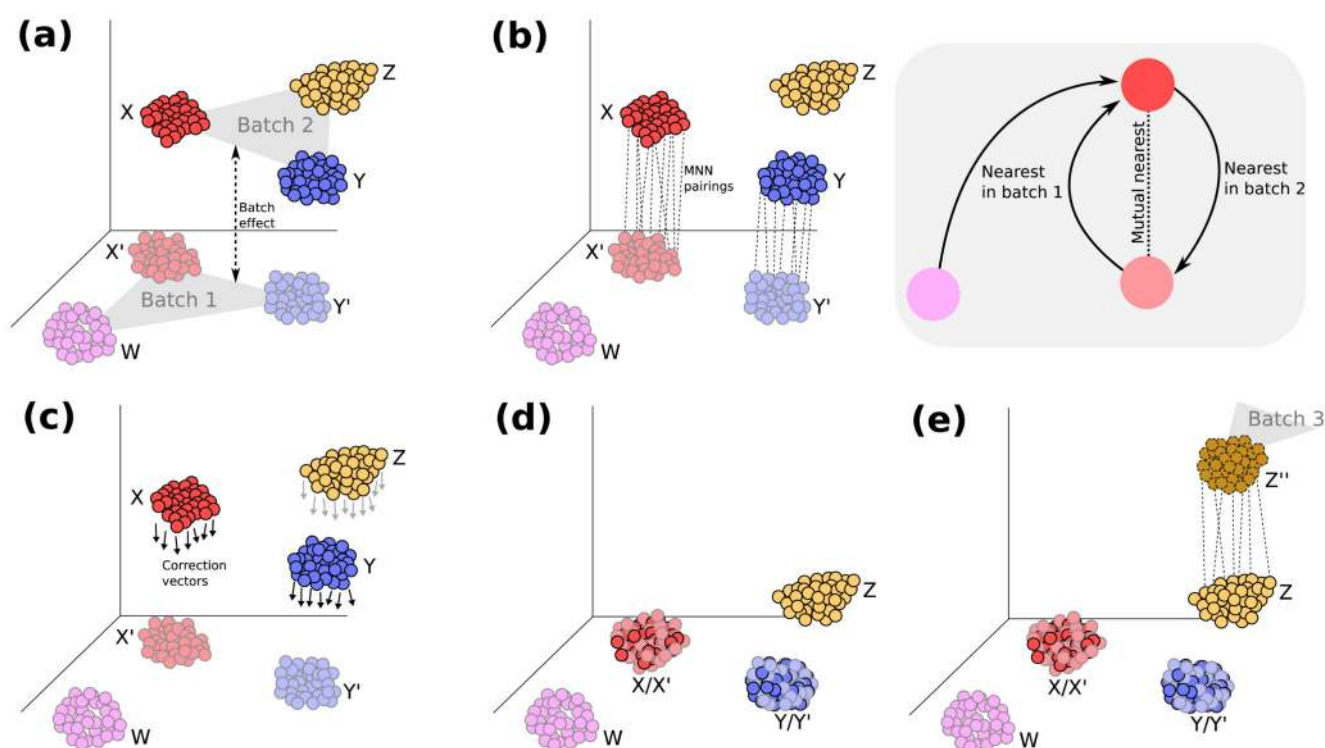 (a)
Z
X
Batch 2
Y
Batch
effect
X'
Batch 1
Y'
W
(b)
Z
X
MNN
pairings
Y
X'
Y'
W
Nearest
in batch 1
Mutual nearest
Nearest
in batch 2
(c)
Z
X
Correction
vectors
Y
X'
Y'
W
(d)
Z
X/X'
Y/Y'
W
(e)
Batch 3
Z''
Z
X/X'
Y/Y'
W